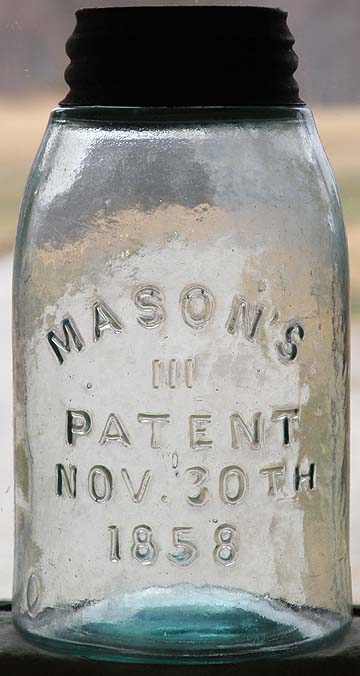 MASON'S
III
PATENT
NOV. 30TH
1858